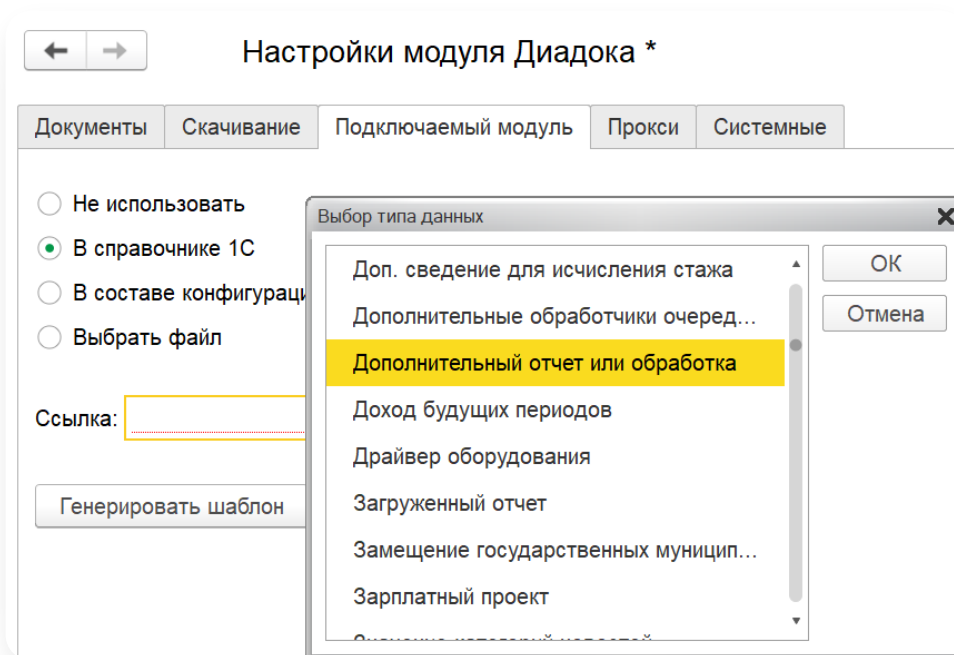 Настройки модуля Диадока *
Документы Скачивание Подключаемый модуль Прокси Системные
Не использовать
В справочнике 1С
В составе конфигураци
Выбрать файл
Ссылка:
Генерировать шаблон
Выбор типа данных
Доп. сведение для исчисления стажа
Дополнительные обработчики очеред...
Дополнительный отчет или обработка
Доход будущих периодов
Драйвер оборудования
Загруженный отчет
Замещение государственных муницип...
Зарплатный проект
ОК
Отмена